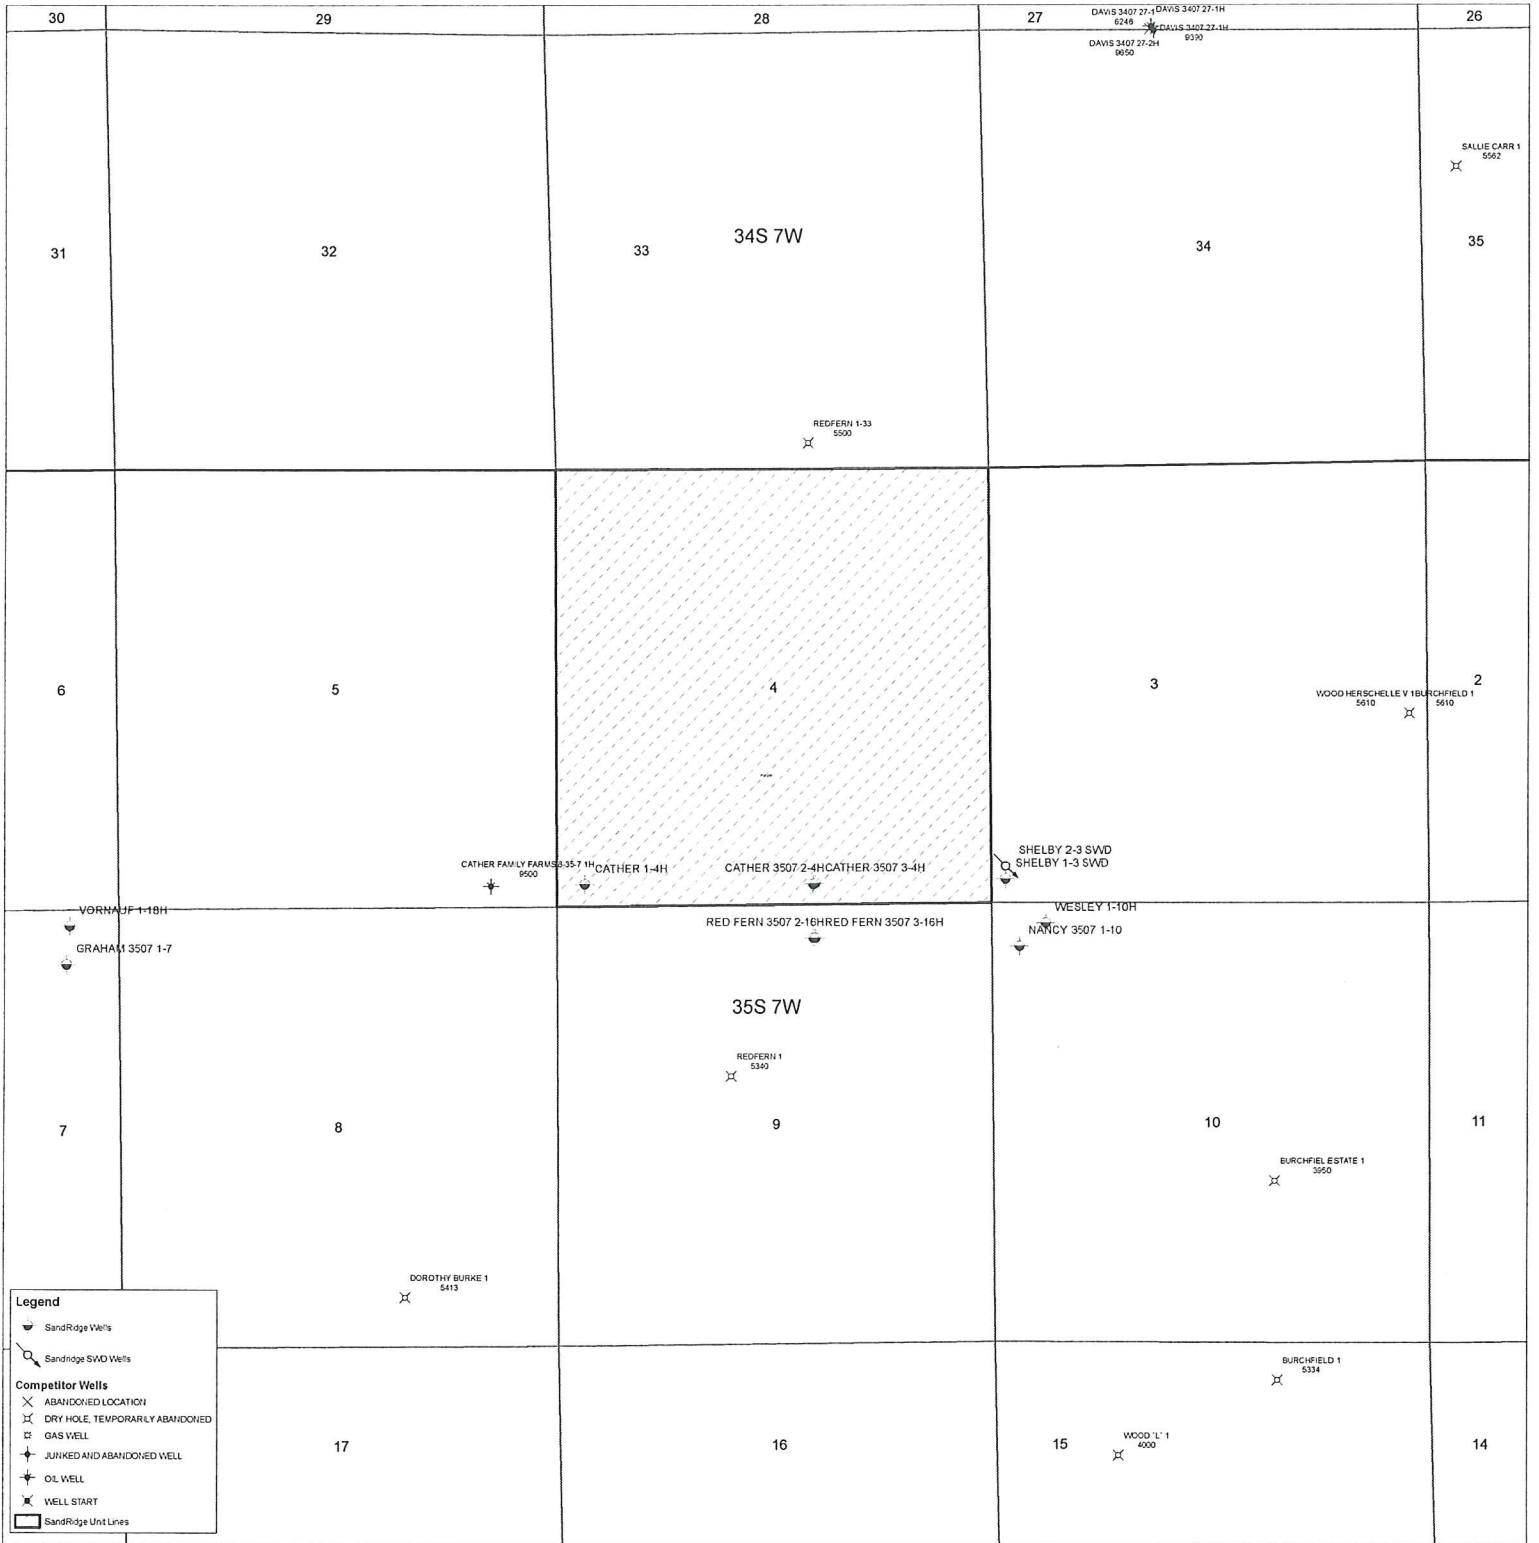 30
29
28
27
26
DAVIS 3407 27-1
6246
DAVIS 3407 27-1H
DAVIS 3407 27-1H
9390
DAVIS 3407 27-2H
9650
SALLIE CARR 1
5562
31
32
33
34S 7W
34
35
REDFERN 1-33
5500
6
5
4
3
2
WOOD HERSCHELLE V 1
5610
BURCHFIELD 1
5610
CATHER FAMILY FARMS 8-35-7 1H
9500
CATHER 1-4H
CATHER 3507 2-4H
CATHER 3507 3-4H
SHELBY 2-3 SWD
SHELBY 1-3 SWD
VORNAUF 1-18H
GRAHAM 3507 1-7
RED FERN 3507 2-16H
RED FERN 3507 3-16H
WESLEY 1-10H
NANCY 3507 1-10
35S 7W
REDFERN 1
5340
7
8
9
10
11
BURCHFIEL ESTATE 1
3950
DOROTHY BURKE 1
5413
BURCHFIELD 1
5334
17
16
15
WOOD 'L' 1
4000
14
Legend
SandRidge Wells
Sandridge SWD Wells
Competitor Wells
ABANDONED LOCATION
DRY HOLE, TEMPORARILY ABANDONED
GAS WELL
JUNKED AND ABANDONED WELL
OIL WELL
WELL START
SandRidge Unit Lines